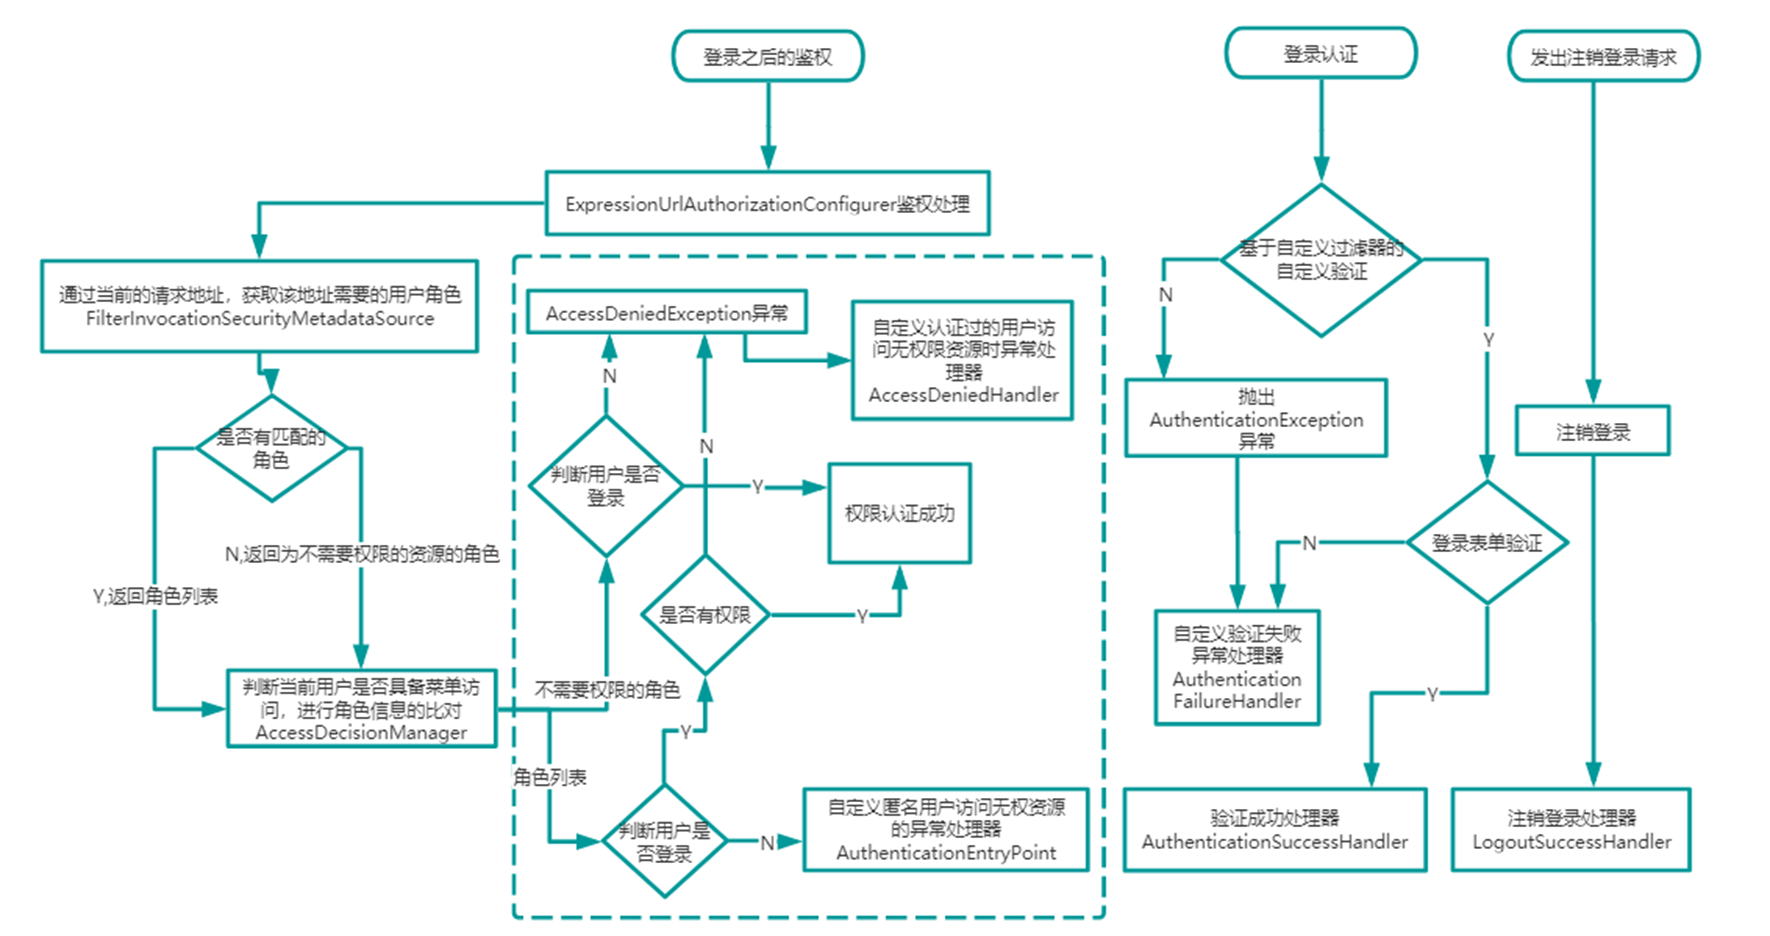 登录之后的鉴权
登录认证
发出注销登录请求
ExpressionUrlAuthorizationConfigurer鉴权处理
通过当前的请求地址，获取该地址需要的用户角色
FilterInvocationSecurityMetadataSource
是否有匹配的
角色
Y,返回角色列表
N,返回为不需要权限的资源的角色
判断当前用户是否具备菜单访
问，进行角色信息的比对
AccessDecisionManager
不需要权限的角色
角色列表
AccessDeniedException异常
自定义认证过的用户访
问无权限资源时异常处
理器
AccessDeniedHandler
N
N
判断用户是否
登录
Y
权限认证成功
是否有权限
Y
Y
判断用户是
否登录
N
自定义匿名用户访问无权资源
的异常处理器
AuthenticationEntryPoint
基于自定义过滤器的
自定义验证
N
Y
抛出
AuthenticationException
异常
登录表单验证
N
自定义验证失败
异常处理器
Authentication
FailureHandler
Y
验证成功处理器
AuthenticationSuccessHandler
注销登录
注销登录处理器
LogoutSuccessHandler